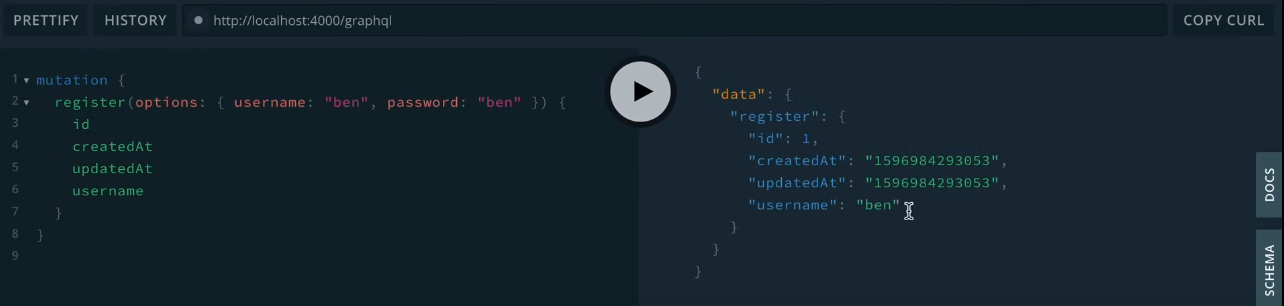 PRETTIFY HISTORY http://localhost:4000/graphql COPY CURL
1 mutation {
2 register(options: { username: "ben", password: "ben" }) {
3 id
4 createdAt
5 updatedAt
6 username
7 }
8 }
9
{
"data": {
"register": {
"id": 1,
"createdAt": "1596984293053",
"updatedAt": "1596984293053",
"username": "ben"
}
}
}
DOCS
SCHEMA